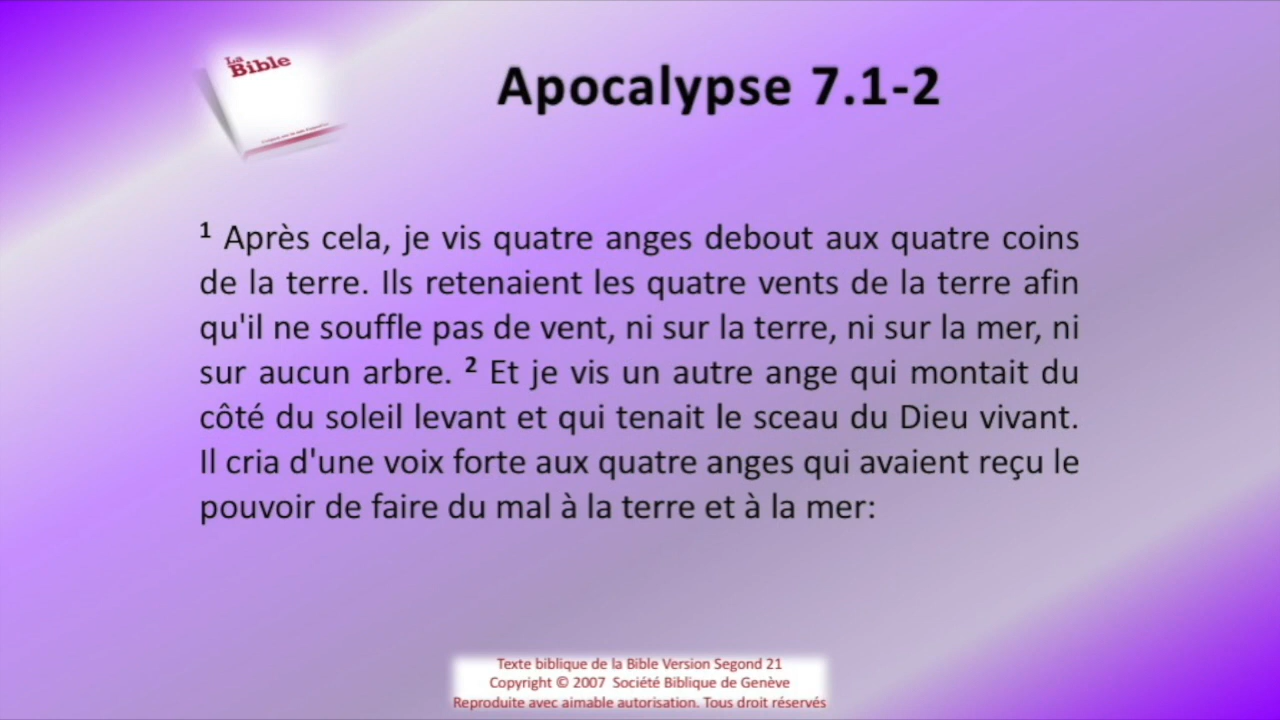 La
Bible
Apocalypse 7.1-2
1 Après cela, je vis quatre anges debout aux quatre coins
de la terre. Ils retenaient les quatre vents de la terre afin
qu'il ne souffle pas de vent, ni sur la terre, ni sur la mer, ni
sur aucun arbre. 2 Et je vis un autre ange qui montait du
côté du soleil levant et qui tenait le sceau du Dieu vivant.
Il cria d'une voix forte aux quatre anges qui avaient reçu le
pouvoir de faire du mal à la terre et à la mer:
Texte biblique de la Bible Version Segond 21
Copyright © 2007 Société Biblique de Genève
Reproduite avec aimable autorisation. Tous droit réservés